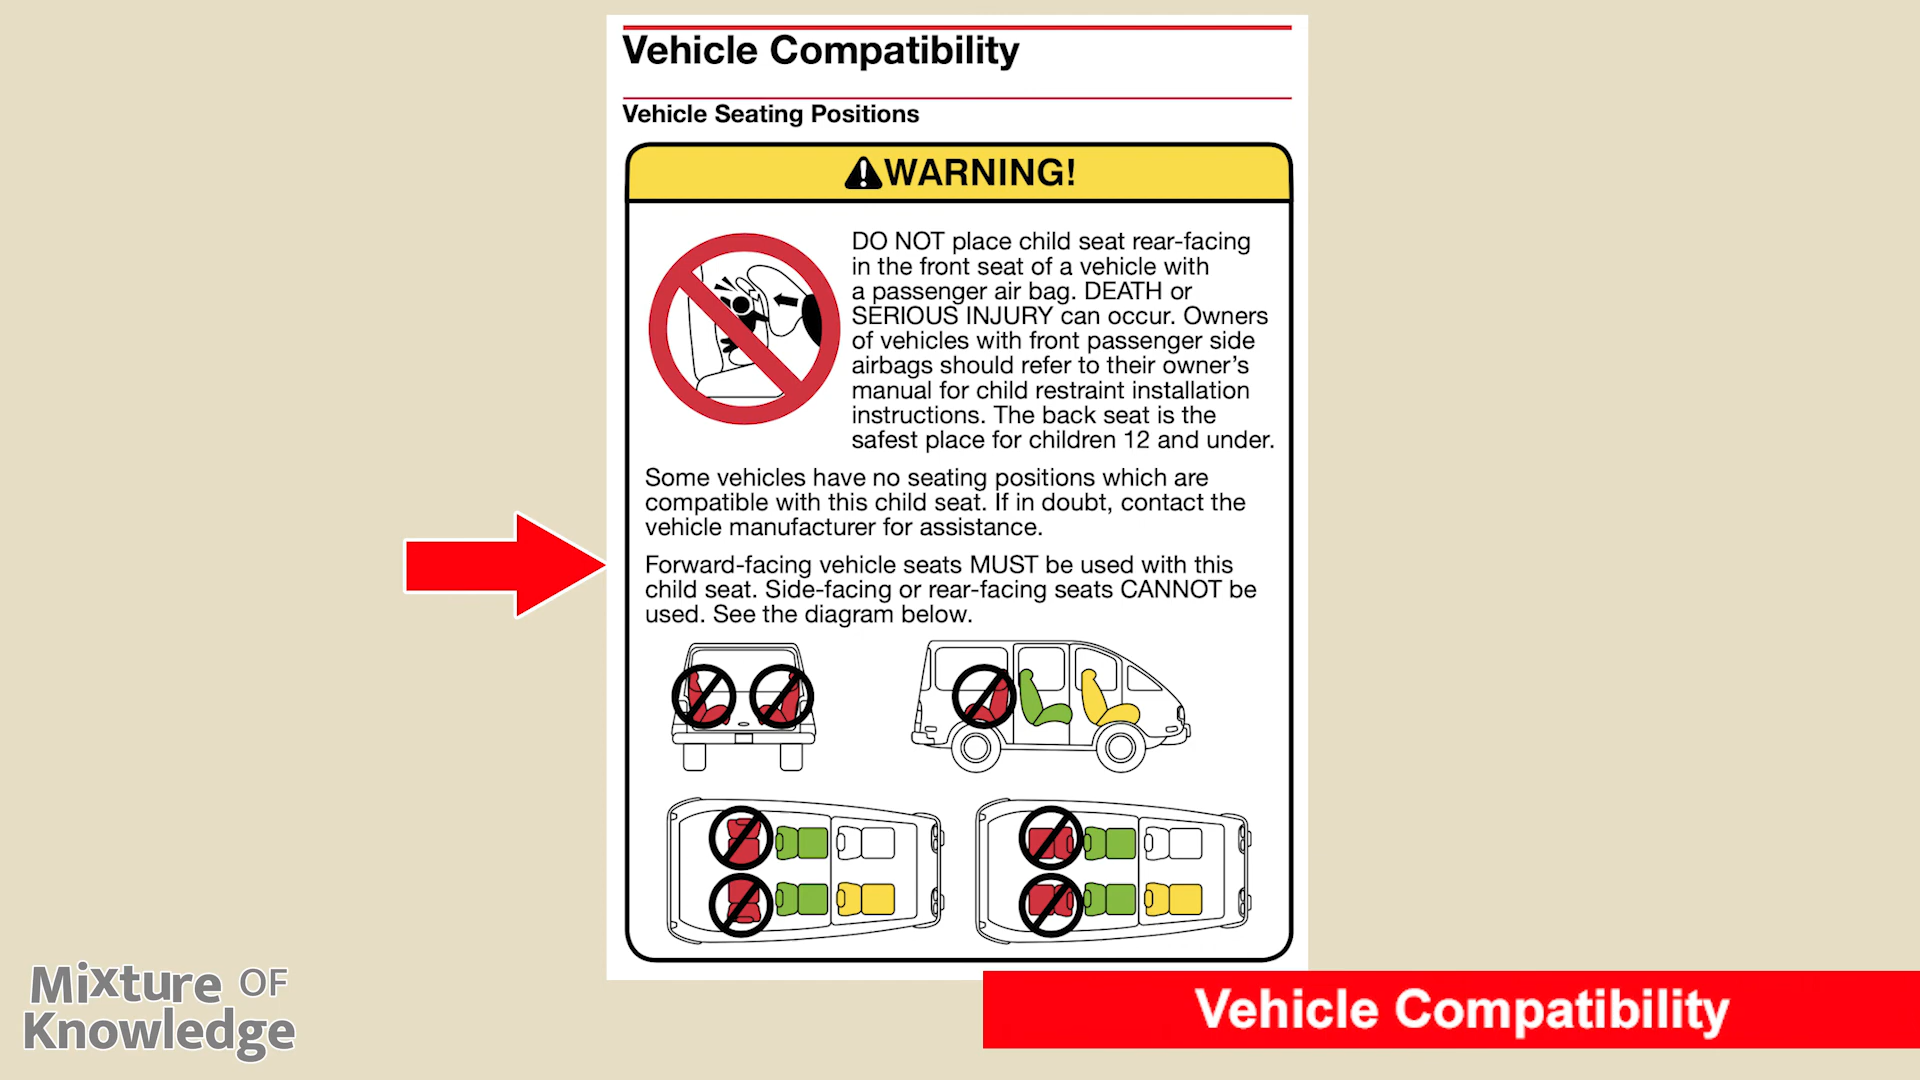 Vehicle Compatibility
Vehicle Seating Positions
WARNING!
DO NOT place child seat rear-facing
in the front seat of a vehicle with
a passenger air bag. DEATH or
SERIOUS INJURY can occur. Owners
of vehicles with front passenger side
airbags should refer to their owner's
manual for child restraint installation
instructions. The back seat is the
safest place for children 12 and under.
Some vehicles have no seating positions which are
compatible with this child seat. If in doubt, contact the
vehicle manufacturer for assistance.
Forward-facing vehicle seats MUST be used with this
child seat. Side-facing or rear-facing seats CANNOT be
used. See the diagram below.
Mixture OF
Knowledge
Vehicle Compatibility